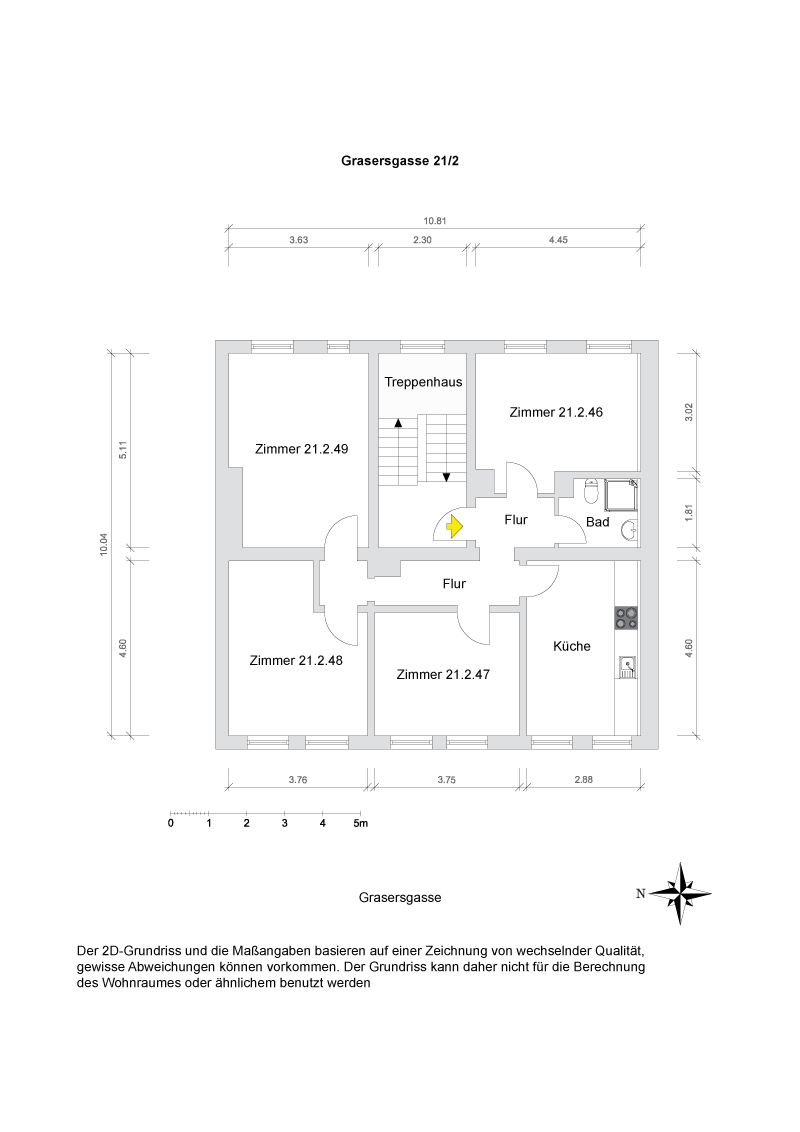 Grasersgasse 21/2
10.81
3.63
2.30
4.45
Treppenhaus
Zimmer 21.2.46
3.02
Zimmer 21.2.49
5.11
Flur
Bad
1.81
10.04
Flur
Küche
4.60
4.60
Zimmer 21.2.48
Zimmer 21.2.47
3.76
3.75
2.88
0 1 2 3 4 5m
N
Grasersgasse
Der 2D-Grundriss und die Maßangaben basieren auf einer Zeichnung von wechselnder Qualität,
gewisse Abweichungen können vorkommen. Der Grundriss kann daher nicht für die Berechnung
des Wohnraumes oder ähnlichem benutzt werden